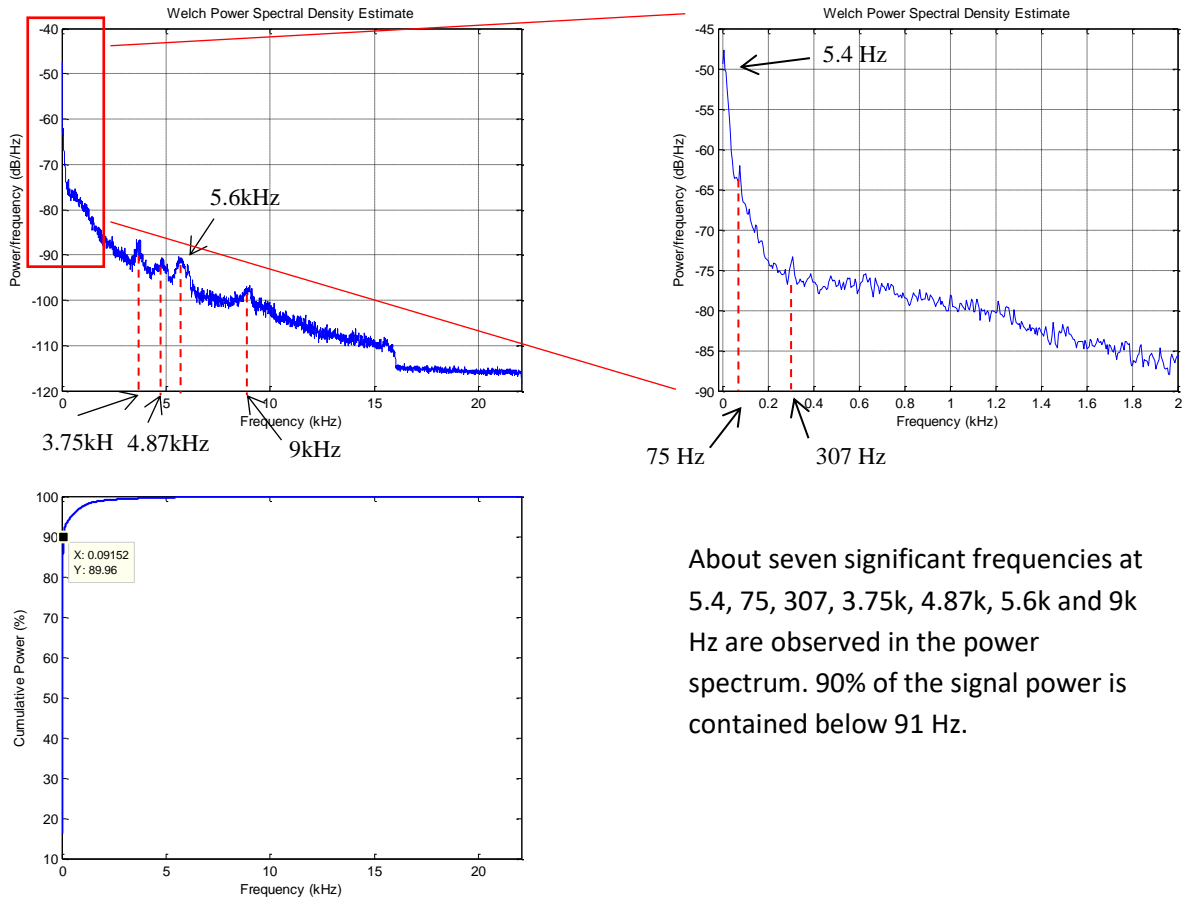 Welch Power Spectral Density Estimate
-40
-50
-60
-70
-80
-90
-100
-110
-120
Power/frequency (dB/Hz)
0 5 10 15 20
Frequency (kHz)
5.6kHz
3.75kH 4.87kHz 9kHz
Welch Power Spectral Density Estimate
-45
-50
-55
-60
-65
-70
-75
-80
-85
-90
Power/frequency (dB/Hz)
0 0.2 0.4 0.6 0.8 1 1.2 1.4 1.6 1.8 2
Frequency (kHz)
5.4 Hz
75 Hz 307 Hz
100
90
80
70
60
50
40
30
20
10
Cumulative Power (%)
X: 0.09152
Y: 89.96
0 5 10 15 20
Frequency (kHz)
About seven significant frequencies at
5.4, 75, 307, 3.75k, 4.87k, 5.6k and 9k
Hz are observed in the power
spectrum. 90% of the signal power is
contained below 91 Hz.